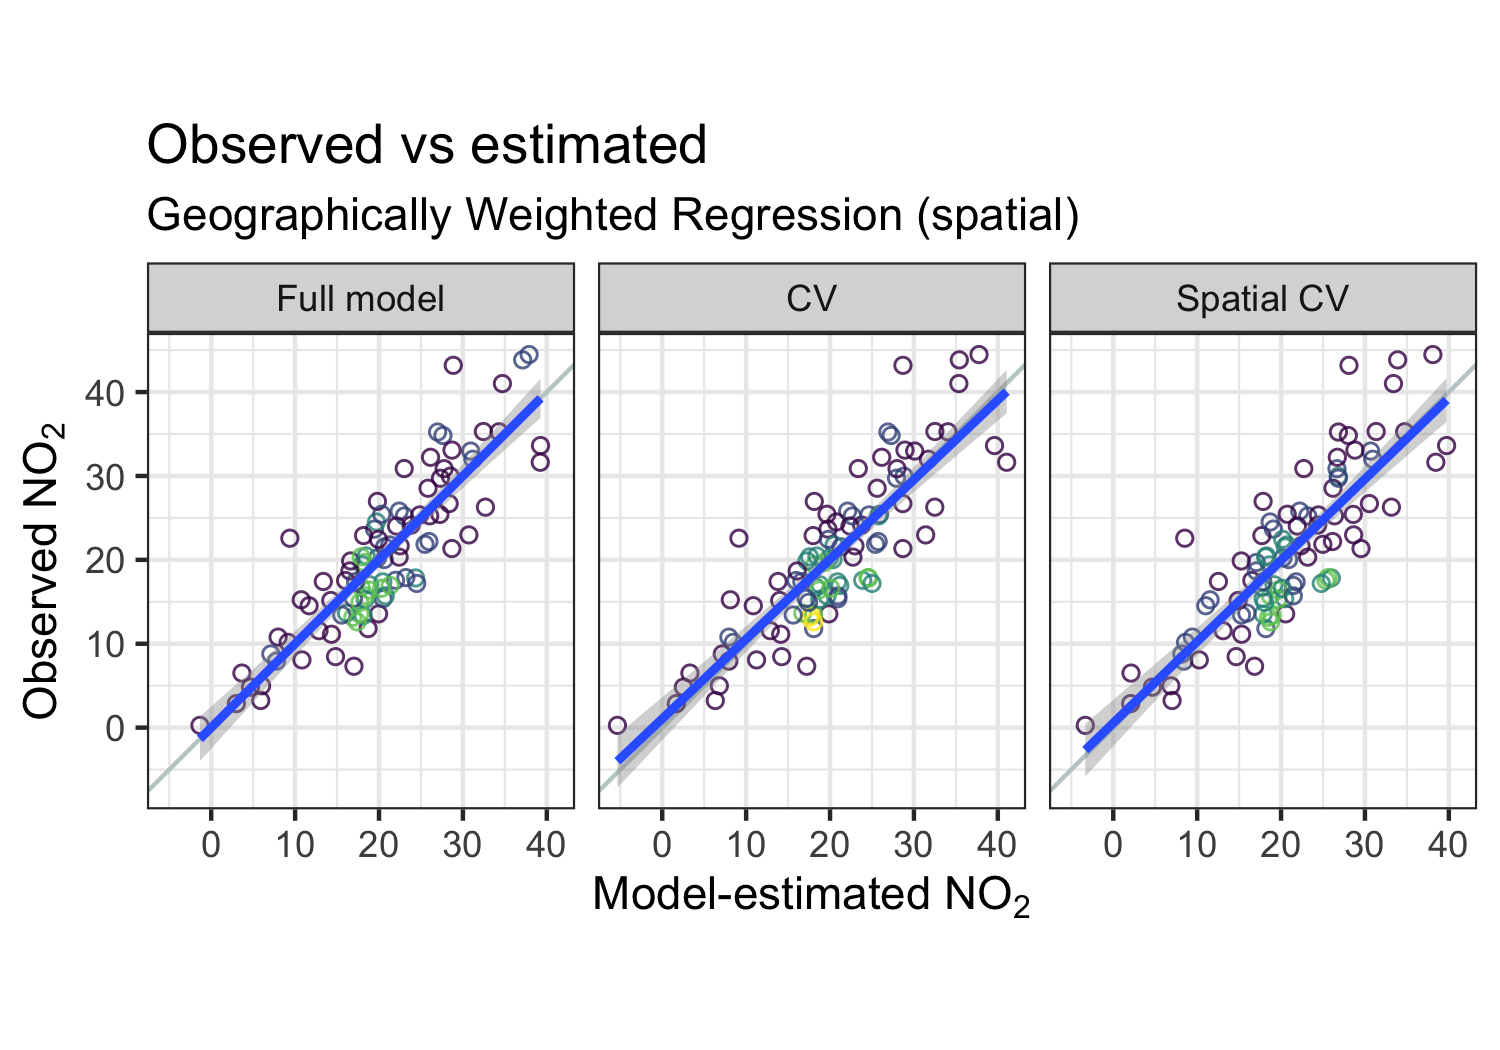 Observed vs estimated
Geographically Weighted Regression (spatial)
Full model
CV
Spatial CV
Observed NO₂
40
30
20
10
0
0 10 20 30 40
0 10 20 30 40
0 10 20 30 40
Model-estimated NO₂